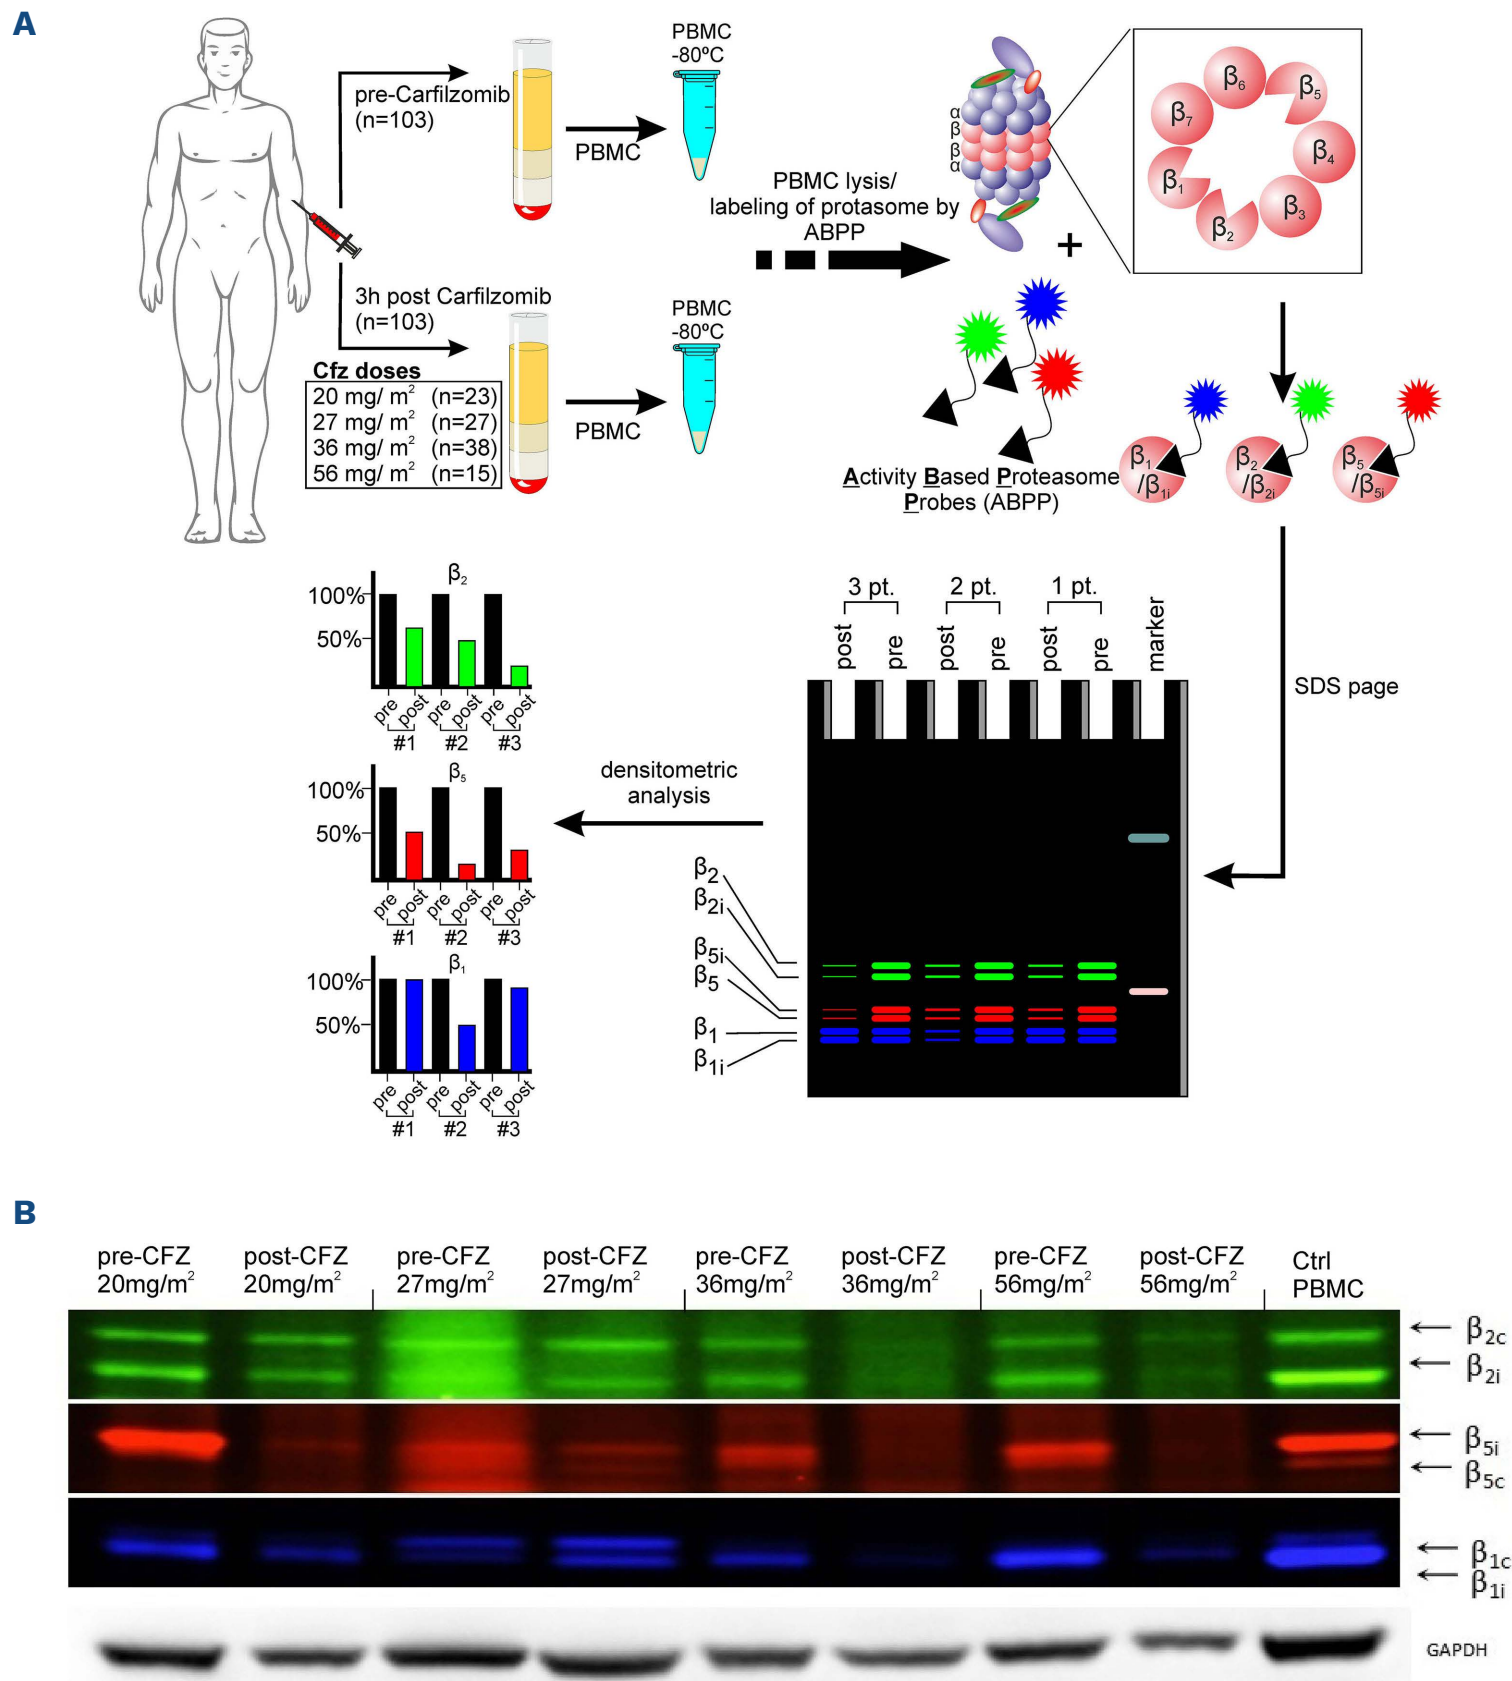 A
pre-Carfilzomib
(n=103)
PBMC
-80ºC
PBMC
3h post Carfilzomib
(n=103)
Cfz doses
20 mg/ m² (n=23)
27 mg/ m² (n=27)
36 mg/ m² (n=38)
56 mg/ m² (n=15)
PBMC
-80ºC
PBMC
PBMC lysis/
labeling of protasome by
ABPP
α
β
β
α
+
β6
β5
β7
β4
β1
β3
β2
Activity Based Proteasome
Probes (ABPP)
β1
/β1i
β2
/β2i
β5
/β5i
SDS page
3 pt.
2 pt.
1 pt.
post
pre
post
pre
post
pre
marker
β2
β2i
β5i
β5
β1
β1i
densitometric
analysis
β2
100%
50%
pre
post
pre
post
pre
post
#1
#2
#3
β5
100%
50%
pre
post
pre
post
pre
post
#1
#2
#3
β1
100%
50%
pre
post
pre
post
pre
post
#1
#2
#3
B
pre-CFZ
20mg/m²
post-CFZ
20mg/m²
pre-CFZ
27mg/m²
post-CFZ
27mg/m²
pre-CFZ
36mg/m²
post-CFZ
36mg/m²
pre-CFZ
56mg/m²
post-CFZ
56mg/m²
Ctrl
PBMC
β2c
β2i
β5i
β5c
β1c
β1i
GAPDH